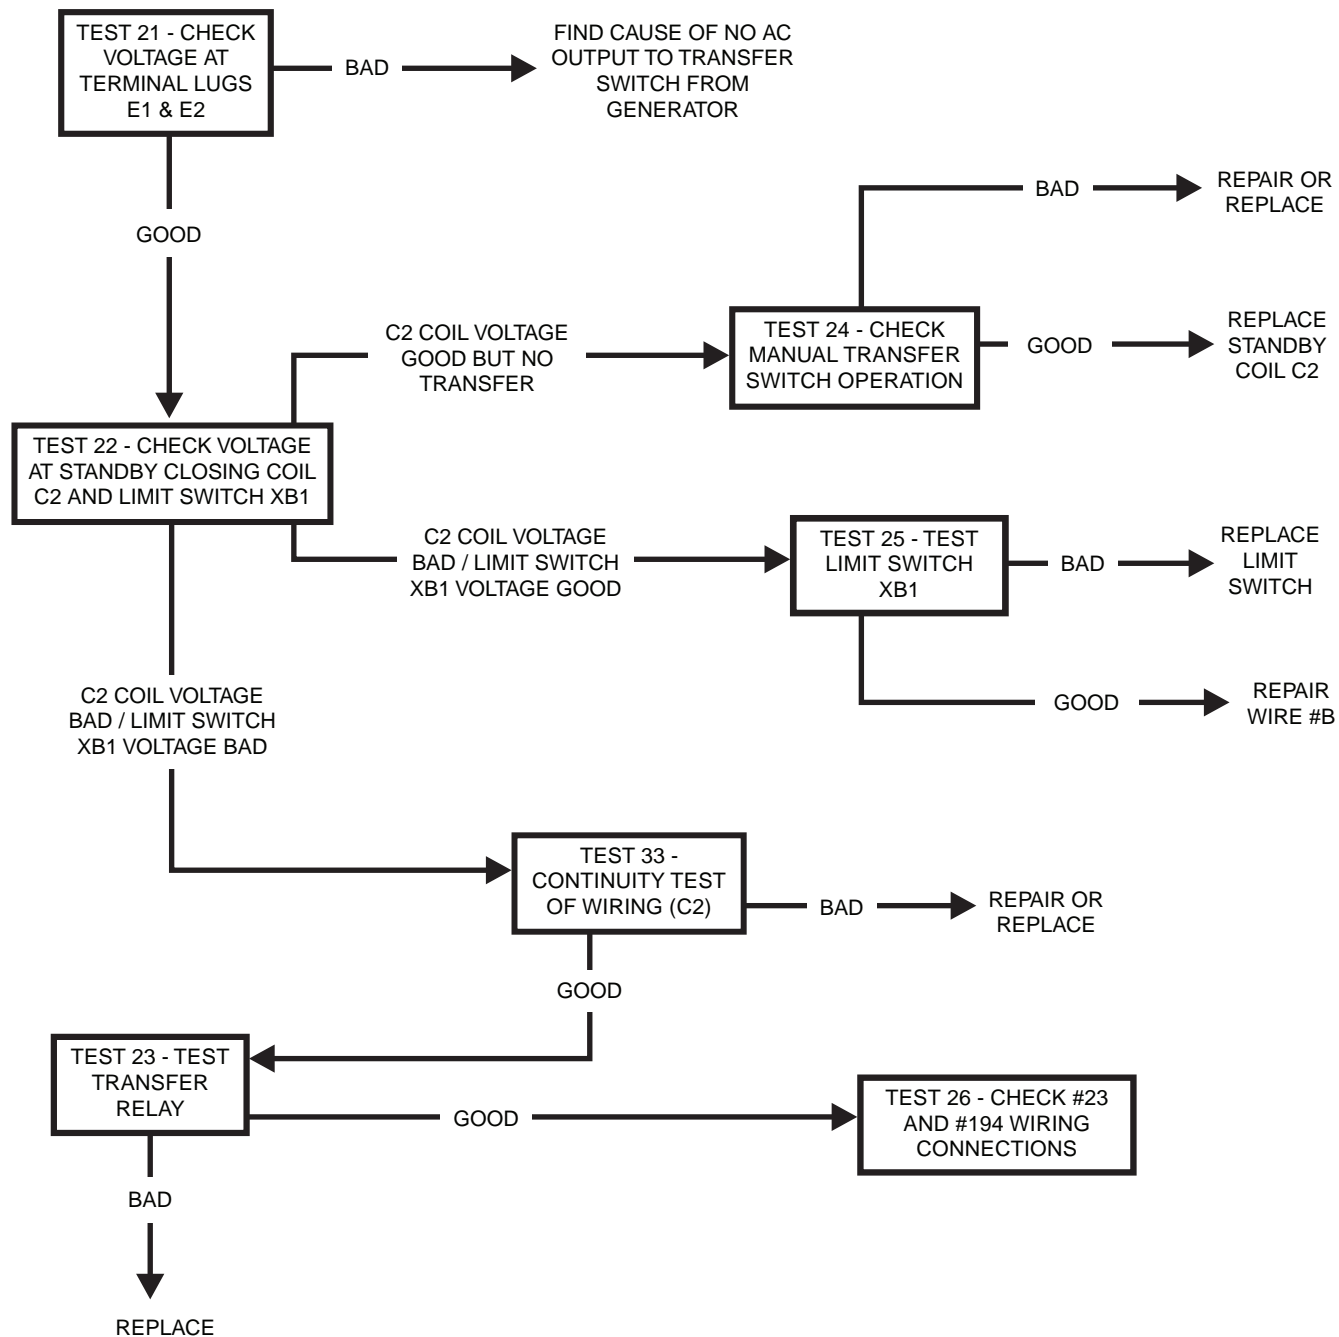 TEST 21 - CHECK
VOLTAGE AT
TERMINAL LUGS
E1 & E2
BAD
FIND CAUSE OF NO AC
OUTPUT TO TRANSFER
SWITCH FROM
GENERATOR
GOOD
BAD
REPAIR OR
REPLACE
C2 COIL VOLTAGE
GOOD BUT NO
TRANSFER
TEST 24 - CHECK
MANUAL TRANSFER
SWITCH OPERATION
GOOD
REPLACE
STANDBY
COIL C2
TEST 22 - CHECK VOLTAGE
AT STANDBY CLOSING COIL
C2 AND LIMIT SWITCH XB1
C2 COIL VOLTAGE
BAD / LIMIT SWITCH
XB1 VOLTAGE GOOD
TEST 25 - TEST
LIMIT SWITCH
XB1
BAD
REPLACE
LIMIT
SWITCH
GOOD
REPAIR
WIRE #B
C2 COIL VOLTAGE
BAD / LIMIT SWITCH
XB1 VOLTAGE BAD
TEST 33 -
CONTINUITY TEST
OF WIRING (C2)
BAD
REPAIR OR
REPLACE
GOOD
TEST 23 - TEST
TRANSFER
RELAY
GOOD
TEST 26 - CHECK #23
AND #194 WIRING
CONNECTIONS
BAD
REPLACE